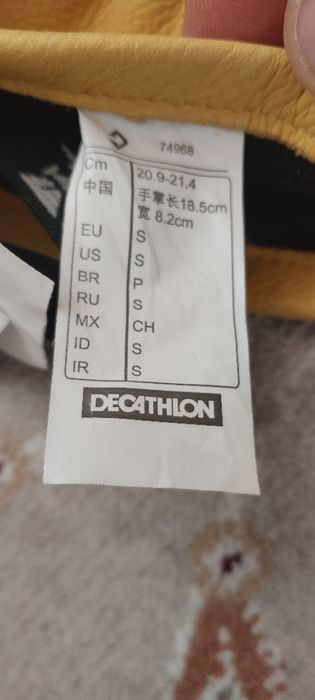 74968
Cm 20.9-21.4
中国 手掌长18.5cm
宽 8.2cm
EU S
US S
BR P
RU S
MX CH
ID S
IR S
DECATHLON